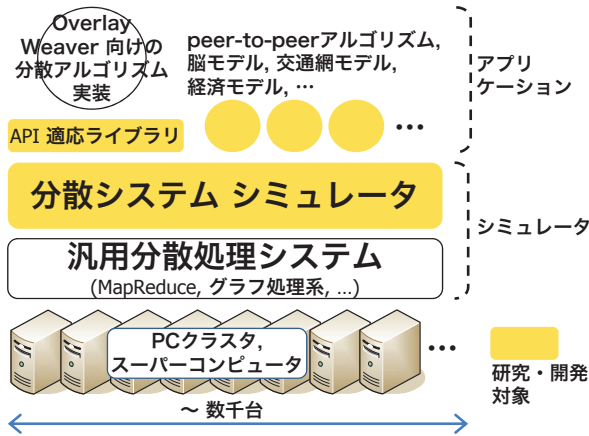 Overlay
Weaver 向けの
分散アルゴリズム
実装
peer-to-peerアルゴリズム,
脳モデル, 交通網モデル,
経済モデル, …
アプリ
ケーション
API 適応ライブラリ
…
分散システム シミュレータ
シミュレータ
汎用分散処理システム
(MapReduce, グラフ処理系, ...)
PCクラスタ,
スーパーコンピュータ
…
研究・開発
対象
〜 数千台